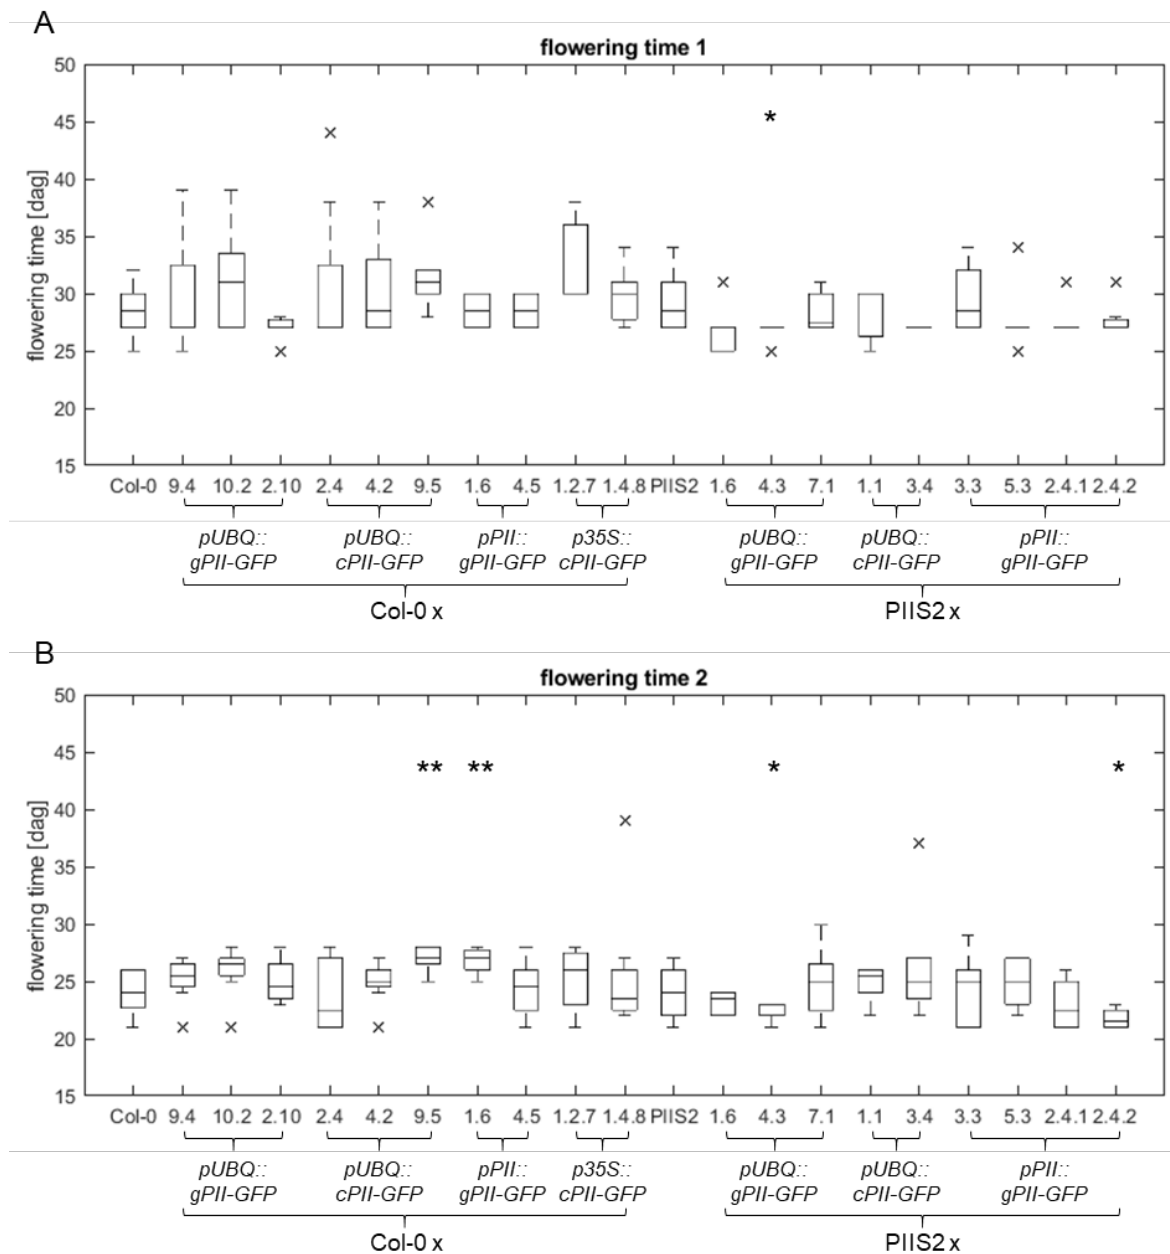 A
flowering time 1
flowering time [dag]
50
45
40
35
30
25
20
15
*
Col-0 9.4 10.2 2.10 2.4 4.2 9.5 1.6 4.5 1.2.7 1.4.8 PIIS2 1.6 4.3 7.1 1.1 3.4 3.3 5.3 2.4.1 2.4.2
pUBQ:: pUBQ:: pPII:: p35S:: pUBQ:: pUBQ:: pPII::
gPII-GFP cPII-GFP gPII-GFP cPII-GFP gPII-GFP cPII-GFP gPII-GFP
Col-0 x PIIS2 x
B
flowering time 2
flowering time [dag]
50
45
40
35
30
25
20
15
** ** * *
Col-0 9.4 10.2 2.10 2.4 4.2 9.5 1.6 4.5 1.2.7 1.4.8 PIIS2 1.6 4.3 7.1 1.1 3.4 3.3 5.3 2.4.1 2.4.2
pUBQ:: pUBQ:: pPII:: p35S:: pUBQ:: pUBQ:: pPII::
gPII-GFP cPII-GFP gPII-GFP cPII-GFP gPII-GFP cPII-GFP gPII-GFP
Col-0 x PIIS2 x